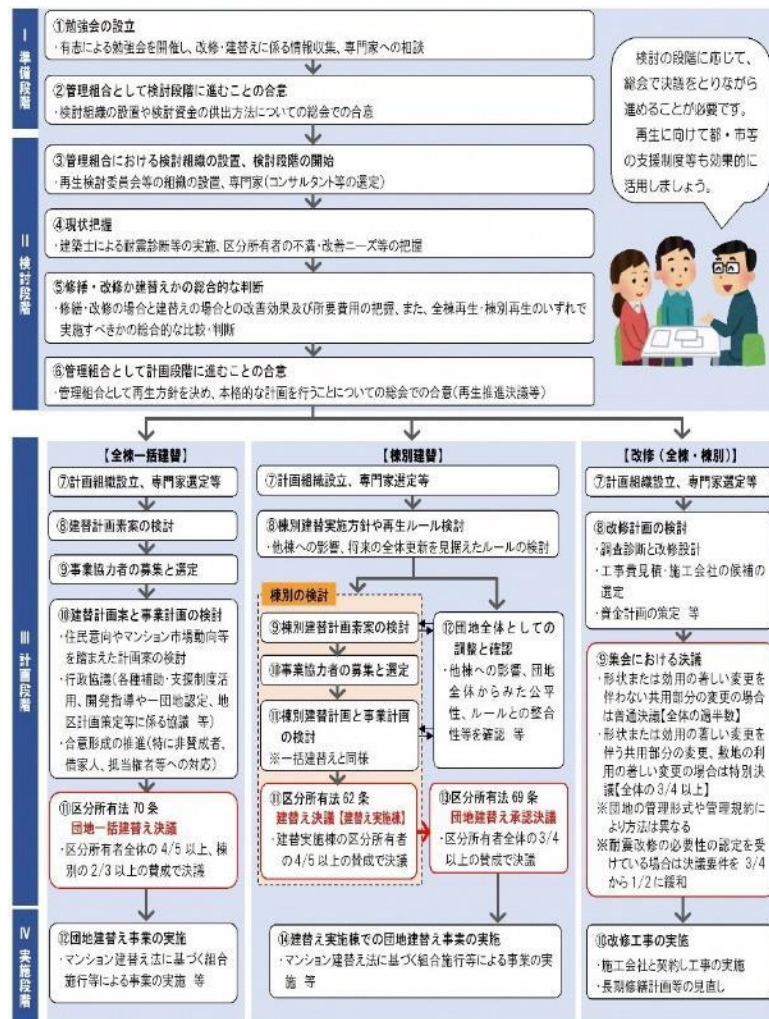 Ⅰ 準備段階
①勉強会の設立
・有志による勉強会を開催し、改修・建替えに係る情報収集、専門家への相談
②管理組合として検討段階に進むことの合意
・検討組織の設置や検討資金の供出方法についての総会での合意
検討の段階に応じて、
総会で決議をとりながら
進めることが必要です。
再生に向けて都・市等
の支援制度等も効果的に
活用しましょう。
Ⅱ 検討段階
③管理組合における検討組織の設置、検討段階の開始
・再生検討委員会等の組織の設置、専門家(コンサルタント等の選定)
④現状把握
・建築士による耐震診断等の実施、区分所有者の不満・改善ニーズ等の把握
⑤修繕・改修か建替えかの総合的な判断
・修繕・改修の場合と建替えの場合との改善効果及び所要費用の把握、また、全棟再生・棟別再生のいずれで
実施すべきかの総合的な比較・判断
⑥管理組合として計画段階に進むことの合意
・管理組合として再生方針を決め、本格的な計画を行うことについての総会での合意(再生推進決議等)
Ⅲ 計画段階
【全棟一括建替】
⑦計画組織設立、専門家選定等
⑧建替計画素案の検討
⑨事業協力者の募集と選定
⑩建替計画案と事業計画の検討
・住民意向やマンション市場動向等
を踏まえた計画案の検討
・行政協議(各種補助・支援制度活
用、開発指導や一団地認定、地
区計画策定等に係る協議 等)
・合意形成の推進(特に非賛成者、
借家人、抵当権者等への対応)
⑪区分所有法 70 条
団地一括建替え決議
・区分所有者全体の 4/5 以上、棟
別の 2/3 以上の賛成で決議
【棟別建替】
⑦計画組織設立、専門家選定等
⑧棟別建替実施方針や再生ルール検討
・他棟への影響、将来の全体更新を見据えたルールの検討
棟別の検討
⑨棟別建替計画素案の検討
⑩事業協力者の募集と選定
⑪棟別建替計画と事業計画
の検討
※一括建替えと同様
⑪区分所有法 62 条
建替え決議【建替え実施棟】
・建替実施棟の区分所有者
の 4/5 以上の賛成で決議
⑫団地全体としての
調整と確認
・他棟への影響、団地
全体からみた公平
性、ルールとの整合
性等を確認 等
⑬区分所有法 69 条
団地建替え承認決議
・区分所有者全体の 3/4
以上の賛成で決議
【改修(全棟・棟別)】
⑦計画組織設立、専門家選定等
⑧改修計画の検討
・調査診断と改修設計
・工事費見積・施工会社の候補の
選定
・資金計画の策定 等
⑨集会における決議
・形状または効用の著しい変更を
伴わない共用部分の変更の場合
は普通決議【全体の過半数】
・形状または効用の著しい変更を
伴う共用部分の変更、敷地の利
用の著しい変更の場合は特別決
議【全体の 3/4 以上】
※団地の管理形式や管理規約に
より方法は異なる
※耐震改修の必要性の認定を受
けている場合は決議要件を 3/4
から 1/2 に緩和
Ⅳ 実施段階
⑫団地建替え事業の実施
・マンション建替え法に基づく組合
施行等による事業の実施 等
⑭建替え実施棟での団地建替え事業の実施
・マンション建替え法に基づく組合施行等による事業の実
施 等
⑩改修工事の実施
・施工会社と契約し工事の実施
・長期修繕計画等の見直し